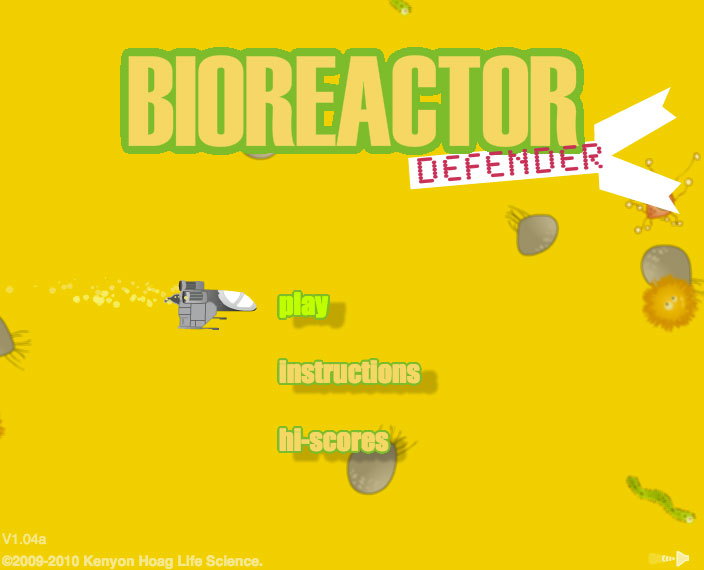 BIOREACTOR
DEFENDER
play
instructions
hi-scores
V1.04a
©2009-2010 Kenyon Hoag Life Science.